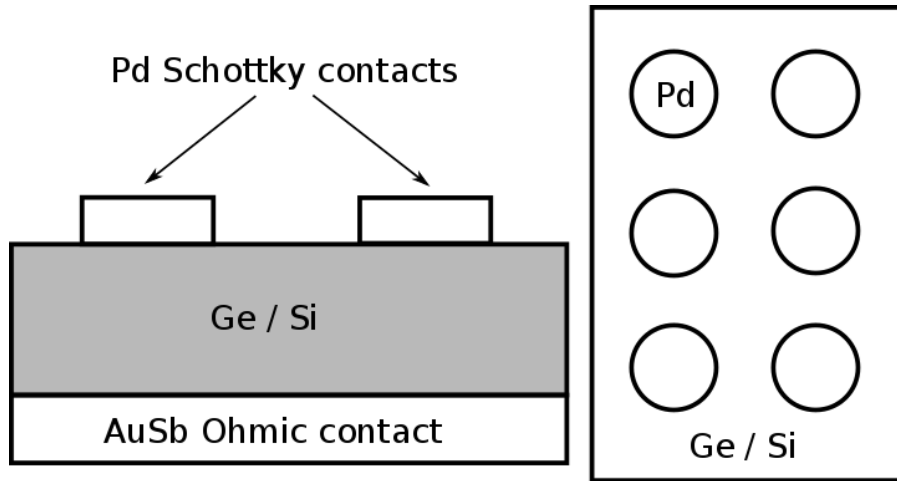 Pd Schottky contacts
Ge / Si
AuSb Ohmic contact
Pd
Ge / Si